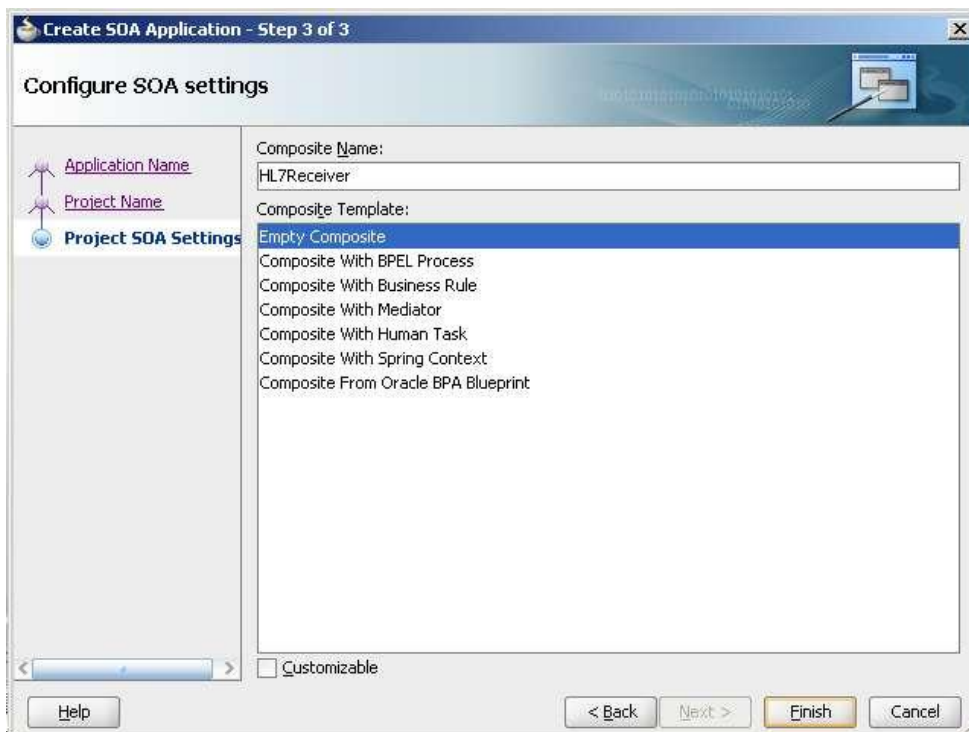 Create SOA Application - Step 3 of 3
Configure SOA settings
Application Name
Project Name
Project SOA Settings
Composite Name:
HL7Receiver
Composite Template:
Empty Composite
Composite With BPEL Process
Composite With Business Rule
Composite With Mediator
Composite With Human Task
Composite With Spring Context
Composite From Oracle BPA Blueprint
Customizable
Help
< Back
Next >
Finish
Cancel